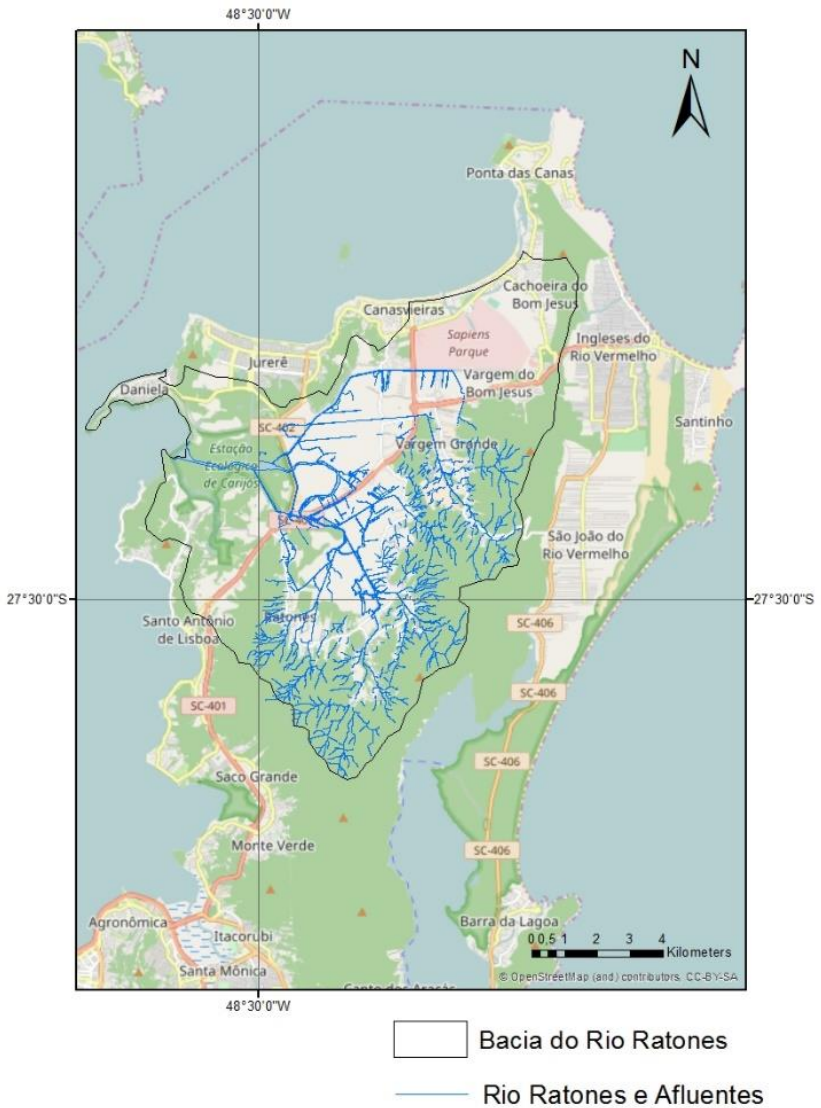 48°30'0"W
N
Ponta das Canas
Cachoeira do
Bom Jesus
Canasvieiras
Sapiens
Parque
Ingleses do
Rio Vermelho
Jurerê
Vargem do
Bom Jesus
Daniela
Santinho
SC-402
Vargem Grande
Estação
Ecológica
de Carijós
São João do
Rio Vermelho
27°30'0"S
27°30'0"S
Santo Antônio
de Lisboa
Ratones
SC-406
SC-406
SC-401
SC-406
Saco Grande
Monte Verde
SC-406
Agronômica
Barra da Lagoa
Itacorubi
0 0,5 1 2 3 4
Kilometers
Santa Mônica
© OpenStreetMap (and) contributors, CC-BY-SA
Canto dos Araçás
48°30'0"W
Bacia do Rio Ratones
Rio Ratones e Afluentes